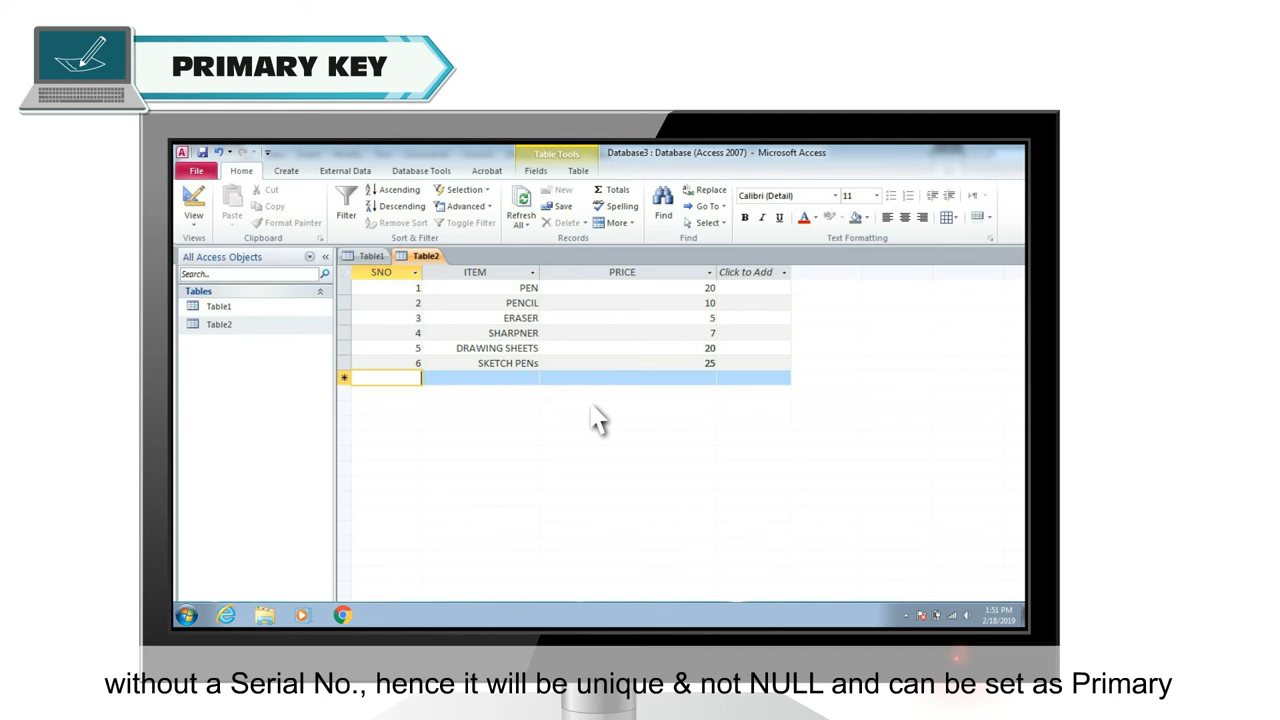 PRIMARY KEY
Table Tools
Database3 : Database (Access 2007) - Microsoft Access
File Home Create External Data Database Tools Acrobat Fields Table
View
Paste
Cut
Copy
Format Painter
Filter
Ascending
Descending
Remove Sort
Selection
Advanced
Toggle Filter
Refresh
All
New
Save
Delete
Totals
Spelling
More
Find
Replace
Go To
Select
Calibri (Detail) 11
B I U A
Views Clipboard Sort & Filter Records Find Text Formatting
All Access Objects
Search...
Tables
Table1
Table2
Table1 Table2
SNO ITEM PRICE Click to Add
1 PEN 20
2 PENCIL 10
3 ERASER 5
4 SHARPNER 7
5 DRAWING SHEETS 20
6 SKETCH PENs 25
1:51 PM
2/18/2019
without a Serial No., hence it will be unique & not NULL and can be set as Primary